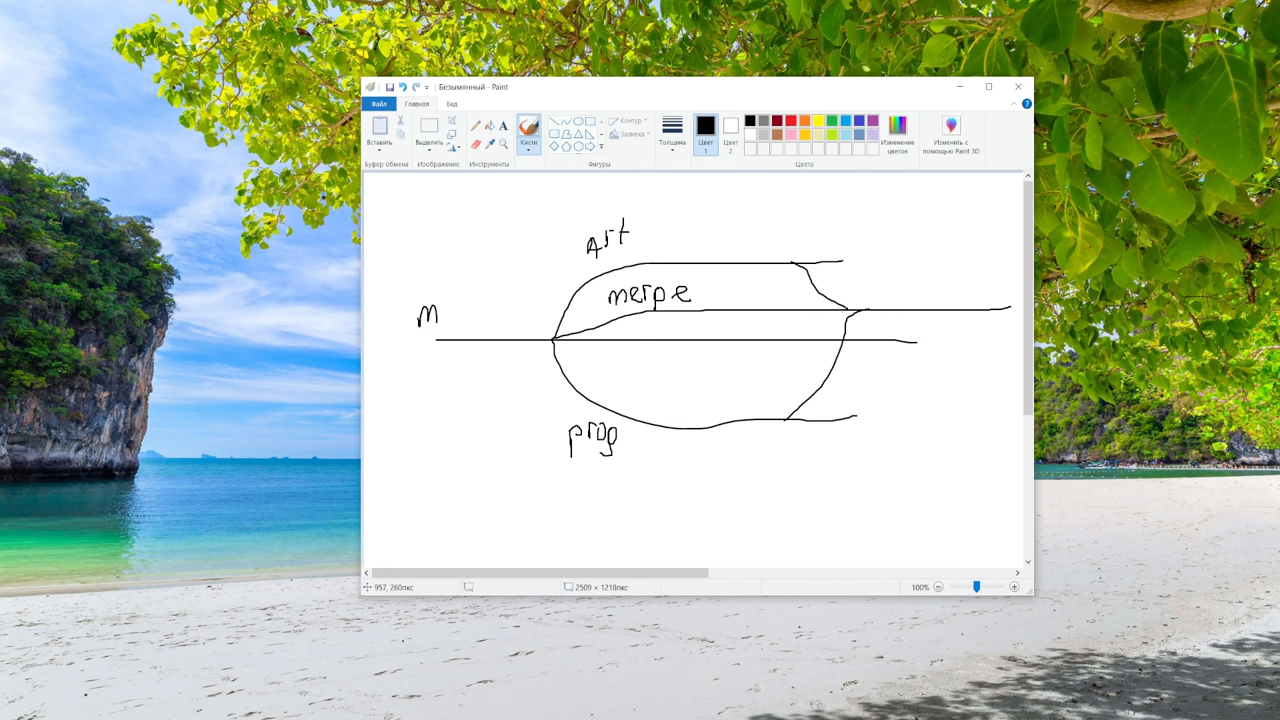 Безымянный - Paint
Файл Главная Вид
Вставить
Выделить
Кисти
Контур
Заливка
Толщина
Цвет 1
Цвет 2
Изменение цветов
Изменить с помощью Paint 3D
Буфер обмена Изображение Инструменты Фигуры Цвета
Art
merpe
M
prog
957, 260пкс 2509 × 1218пкс 100%